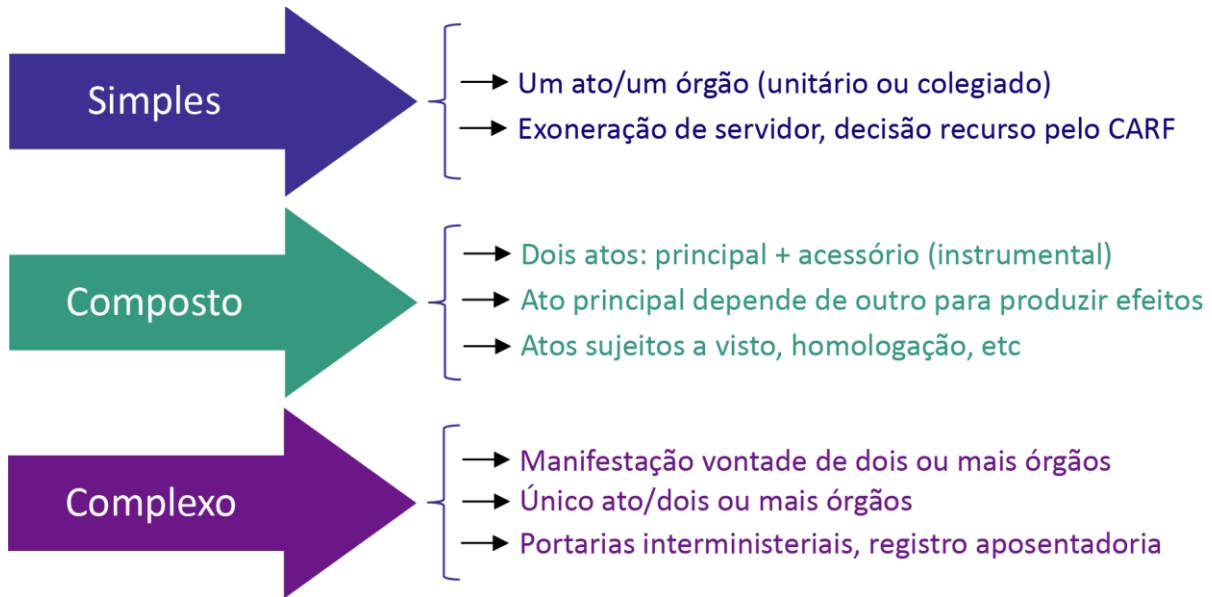 Simples
Um ato/um órgão (unitário ou colegiado)
Exoneração de servidor, decisão recurso pelo CARF
Composto
Dois atos: principal + acessório (instrumental)
Ato principal depende de outro para produzir efeitos
Atos sujeitos a visto, homologação, etc
Complexo
Manifestação vontade de dois ou mais órgãos
Único ato/dois ou mais órgãos
Portarias interministeriais, registro aposentadoria